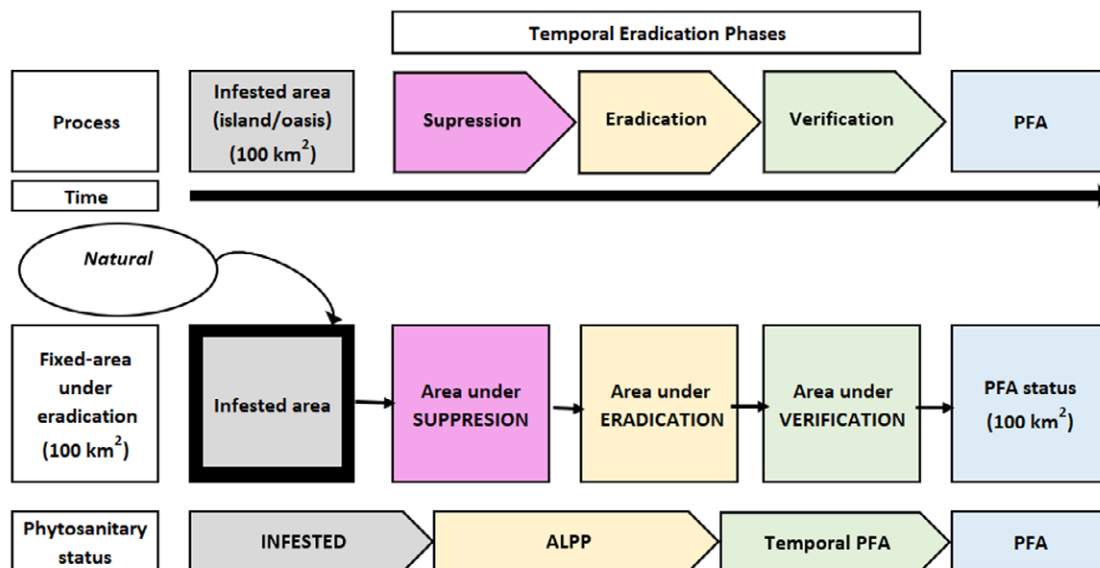 Temporal Eradication Phases
Process
Infested area
(island/oasis)
(100 km²)
Supression
Eradication
Verification
PFA
Time
Natural
Fixed-area
under
eradication
(100 km²)
Infested area
Area under
SUPPRESION
Area under
ERADICATION
Area under
VERIFICATION
PFA status
(100 km²)
Phytosanitary
status
INFESTED
ALPP
Temporal PFA
PFA